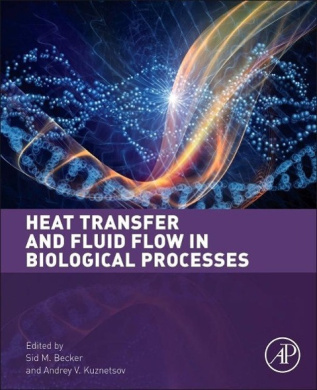 HEAT TRANSFER
AND FLUID FLOW IN
BIOLOGICAL PROCESSES
Edited by
Sid M. Becker
and Andrey V. Kuznetsov
AP